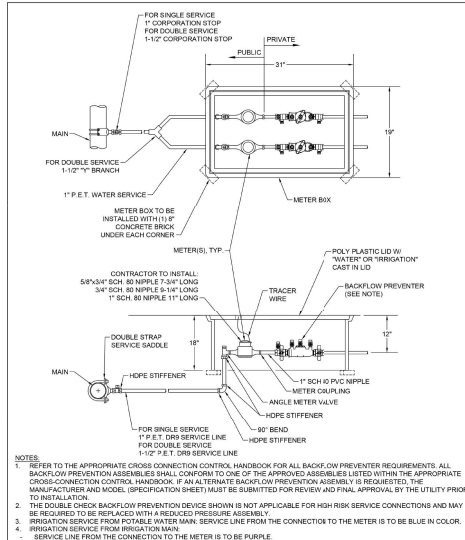 FOR SINGLE SERVICE
1" CORPORATION STOP
FOR DOUBLE SERVICE
1-1/2" CORPORATION STOP
PRIVATE
PUBLIC
31"
19"
MAIN
FOR DOUBLE SERVICE
1-1/2" "Y" BRANCH
1" P.E.T. WATER SERVICE
METER BOX
METER BOX TO BE
INSTALLED WITH (1) 8"
CONCRETE BRICK
UNDER EACH CORNER
METER(S), TYP.
POLY PLASTIC LID W/
"WATER" OR "IRRIGATION"
CAST IN LID
CONTRACTOR TO INSTALL:
5/8"x3/4" SCH. 80 NIPPLE 7-3/4" LONG
3/4" SCH. 80 NIPPLE 9-1/4" LONG
1" SCH. 80 NIPPLE 11" LONG
TRACER
WIRE
BACKFLOW PREVENTER
(SEE NOTE)
DOUBLE STRAP
SERVICE SADDLE
18"
12"
MAIN
HDPE STIFFENER
1" SCH 40 PVC NIPPLE
METER COUPLING
ANGLE METER VALVE
HDPE STIFFENER
90° BEND
HDPE STIFFENER
FOR SINGLE SERVICE
1" P.E.T. DR9 SERVICE LINE
FOR DOUBLE SERVICE
1-1/2" P.E.T. DR9 SERVICE LINE
NOTES:
1. REFER TO THE APPROPRIATE CROSS CONNECTION CONTROL HANDBOOK FOR ALL BACKFLOW PREVENTER REQUIREMENTS. ALL
BACKFLOW PREVENTION ASSEMBLIES SHALL CONFORM TO ONE OF THE APPROVED ASSEMBLIES LISTED WITHIN THE APPROPRIATE
CROSS-CONNECTION CONTROL HANDBOOK. IF AN ALTERNATE BACKFLOW PREVENTION ASSEMBLY IS REQUIESTED, THE
MANUFACTURER AND MODEL (SPECIFICATION SHEET) MUST BE SUBMITTED FOR REVIEW AND FINAL APPROVAL BY THE UTILITY PRIOR
TO INSTALLATION.
2. THE DOUBLE CHECK BACKFLOW PREVENTION DEVICE SHOWN IS NOT APPLICABLE FOR HIGH RISK SERVICE CONNECTIONS AND MAY
BE REQUIRED TO BE REPLACED WITH A REDUCED PRESSURE ASSEMBLY.
3. IRRIGATION SERVICE FROM POTABLE WATER MAIN: SERVICE LINE FROM THE CONNECTION TO THE METER IS TO BE BLUE IN COLOR.
4. IRRIGATION SERVICE FROM IRRIGATION MAIN:
- SERVICE LINE FROM THE CONNECTION TO THE METER IS TO BE PURPLE.